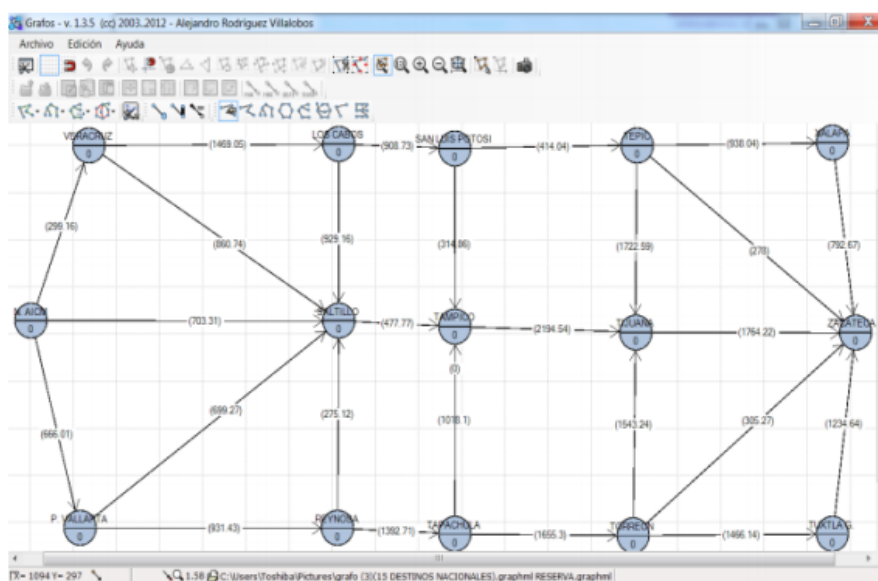 Grafos - v. 1.3.5 (cc) 2003..2012 - Alejandro Rodriguez Villalobos
Archivo Edición Ayuda
VERACRUZ (1469.05) LOS CABOS (908.73) SAN LUIS POTOSI (414.04) TEPIC (938.04) XALAPA
0 0 0 0 0
(299.16) (860.74) (929.16) (314.86) (1722.59) (270) (792.67)
N. AICM (703.31) SALTILLO (477.77) TAMPICO (2194.54) TIJUANA (1764.22) ZAZATECA
0 0 0 0 0
(0)
(666.01) (699.27) (275.12) (1018.1) (1543.24) (305.27) (1234.64)
P. VALLARTA (931.43) REYNOSA (1392.71) TAPACHULA (1655.3) TORREON (1466.14) TUXTLA G.
0 0 0 0 0
X= 1094 Y= 297 1.58 C:\Users\Toshiba\Pictures\grafo (3)(15 DESTINOS NACIONALES).graphml RESERVA.graphml